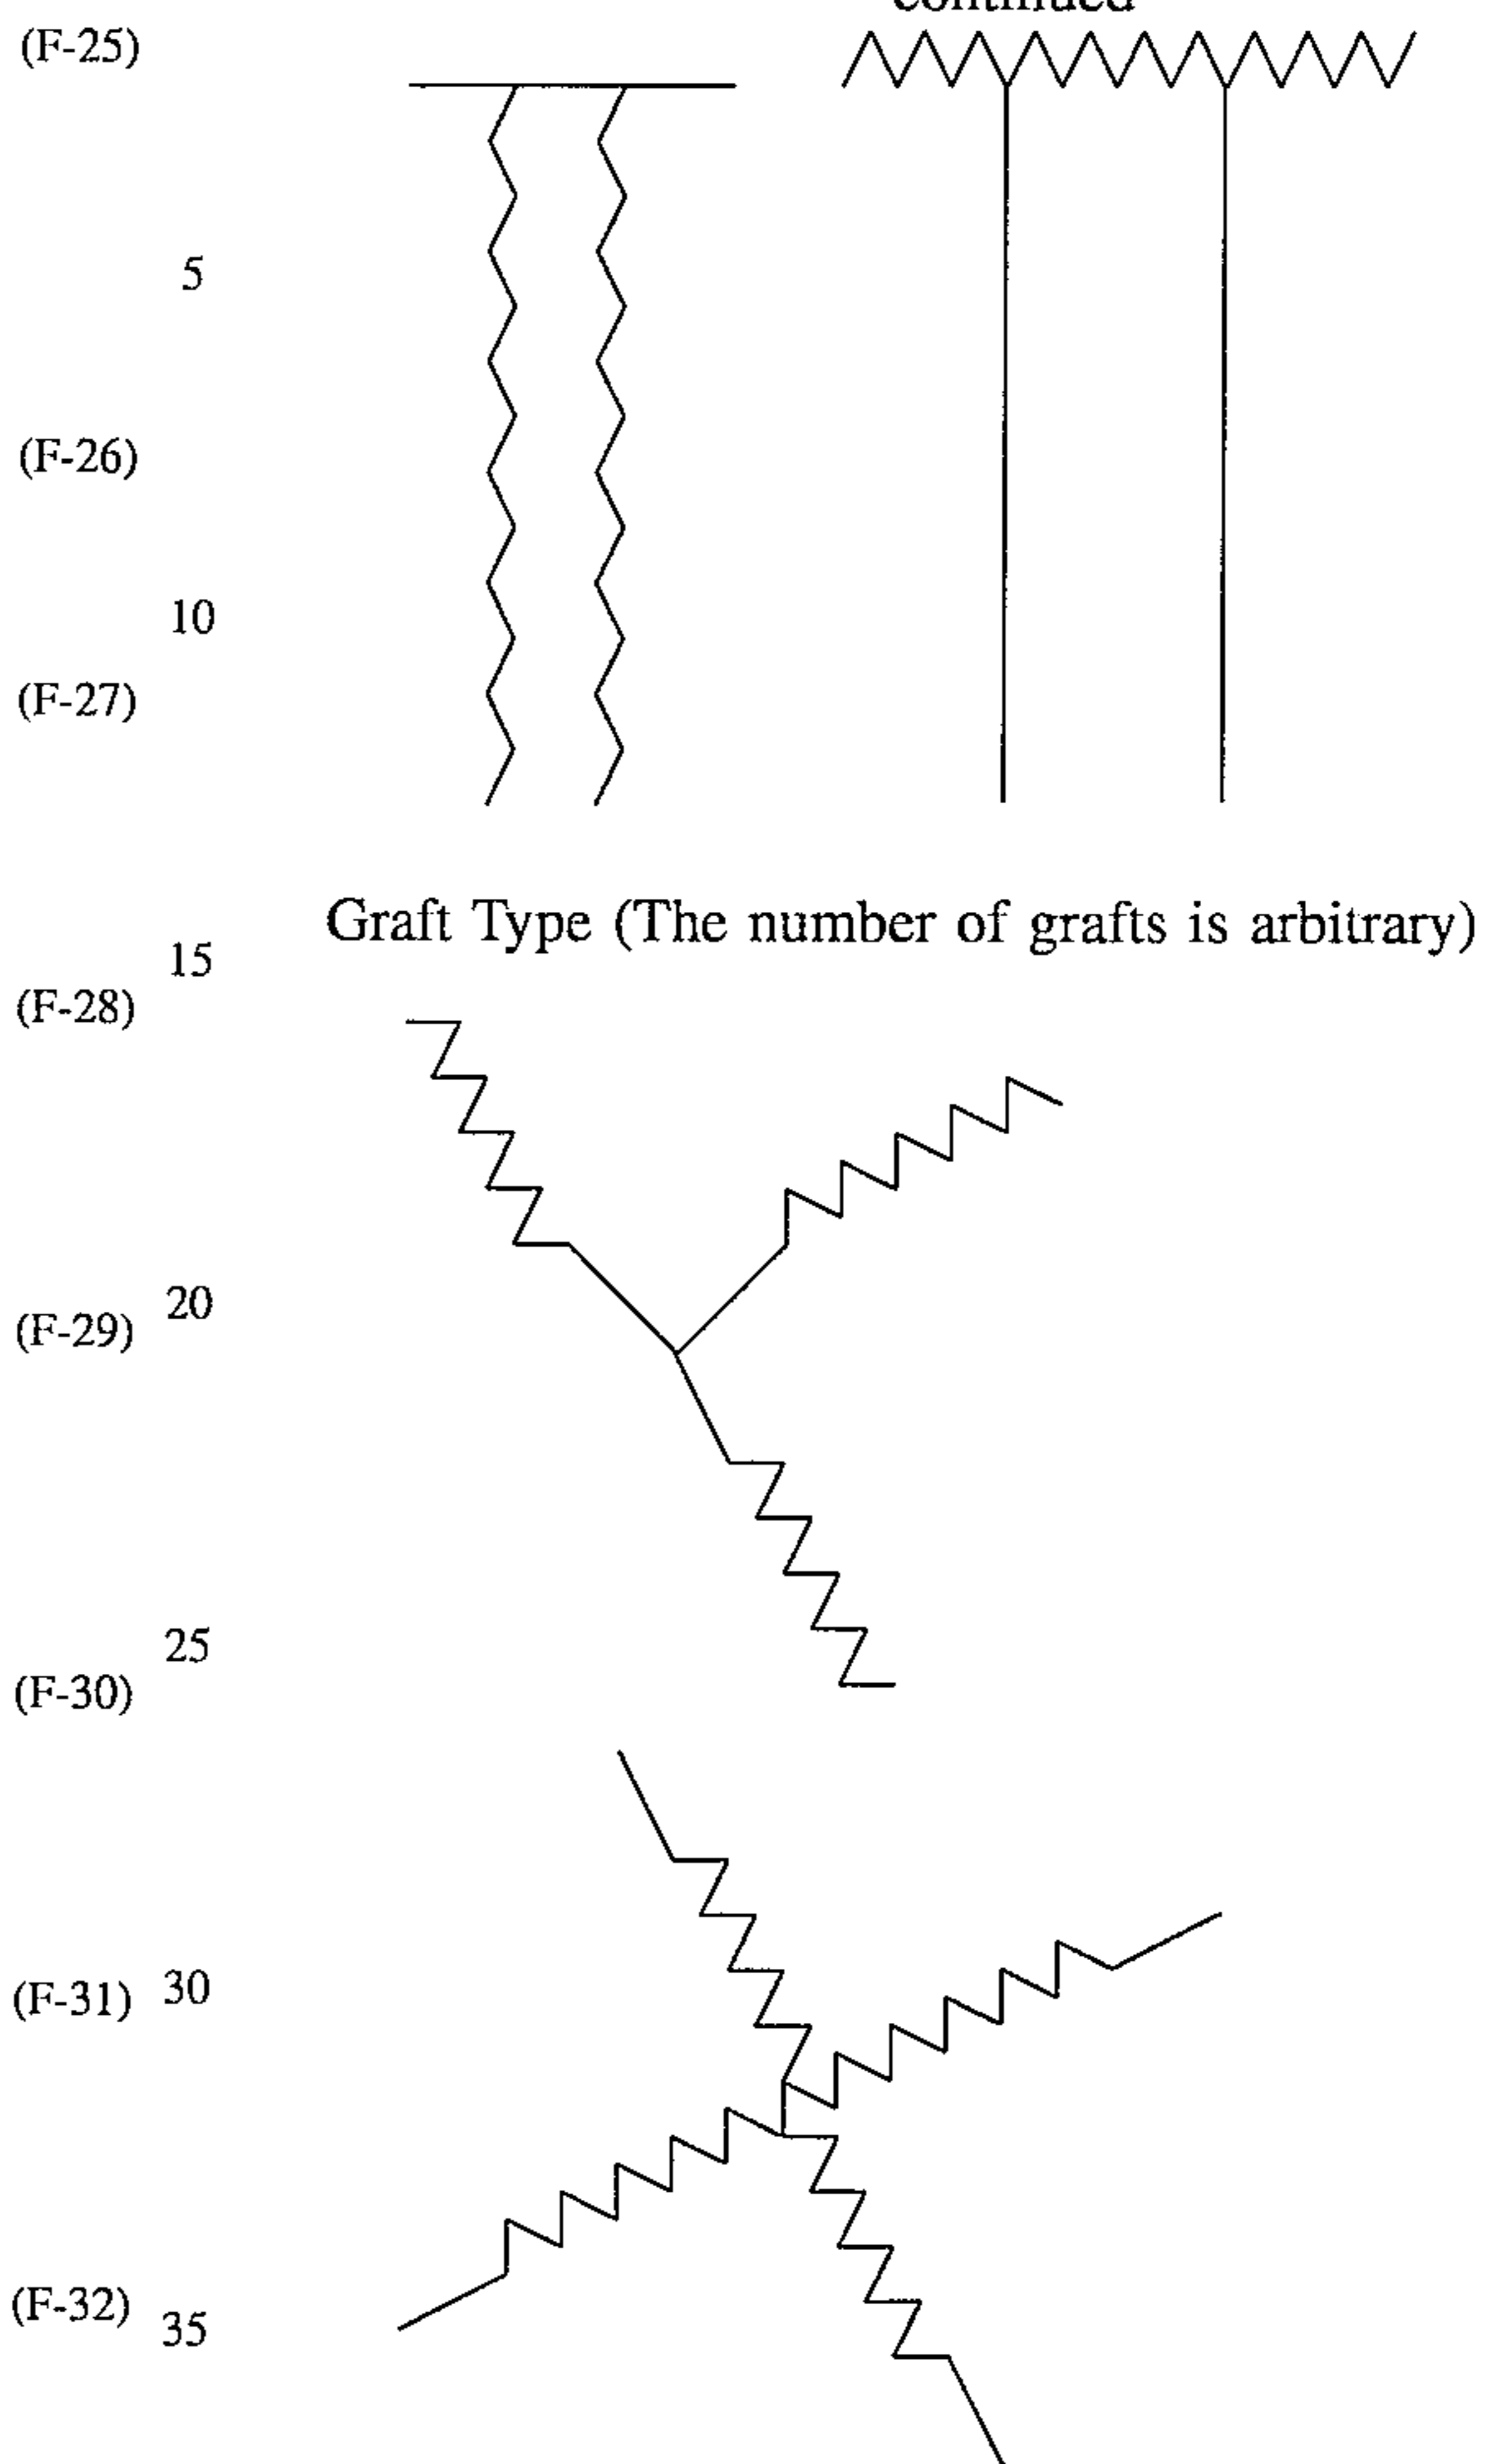 continued
(F-25)
5
(F-26)
10
(F-27)
Graft Type (The number of grafts is arbitrary)
15
(F-28)
20
(F-29)
25
(F-30)
30
(F-31)
(F-32)
35